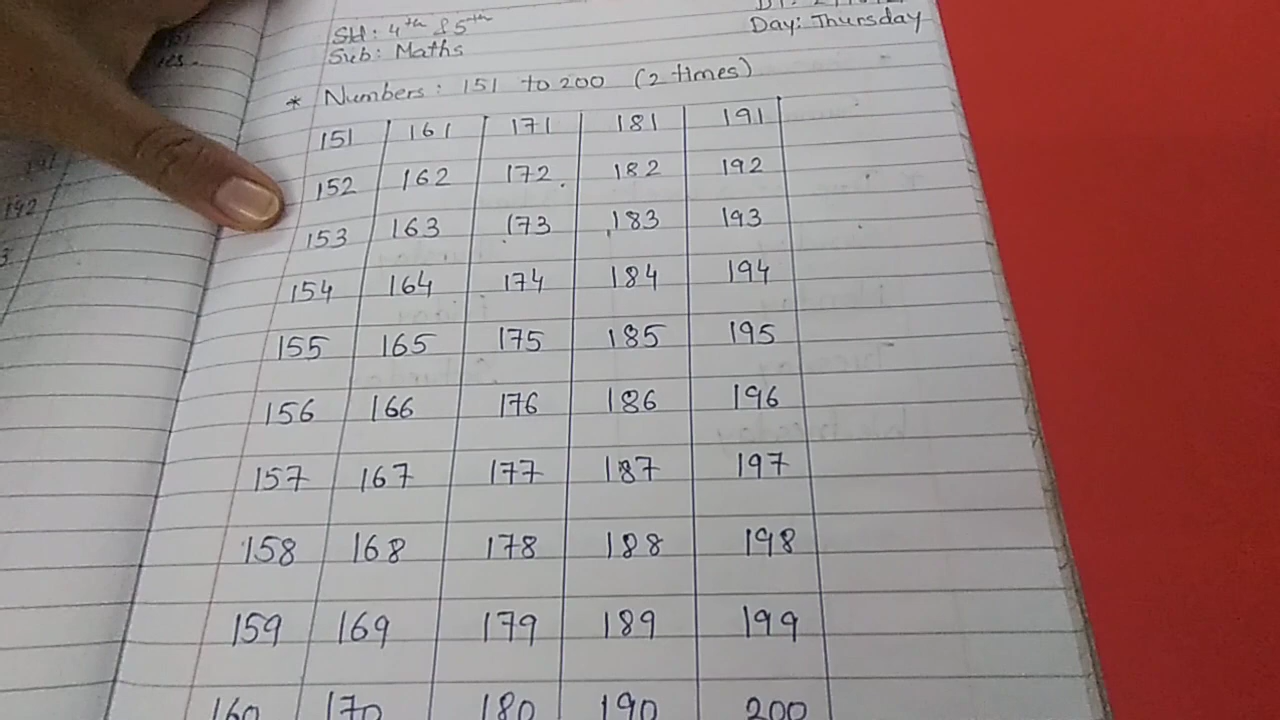 Std: 4th & 5th
Day: Thursday
Sub: Maths
* Numbers: 151 to 200 (2 times)
151 161 171 181 191
152 162 172 182 192
153 163 173 183 193
154 164 174 184 194
155 165 175 185 195
156 166 176 186 196
157 167 177 187 197
158 168 178 188 198
159 169 179 189 199
160 170 180 190 200
192